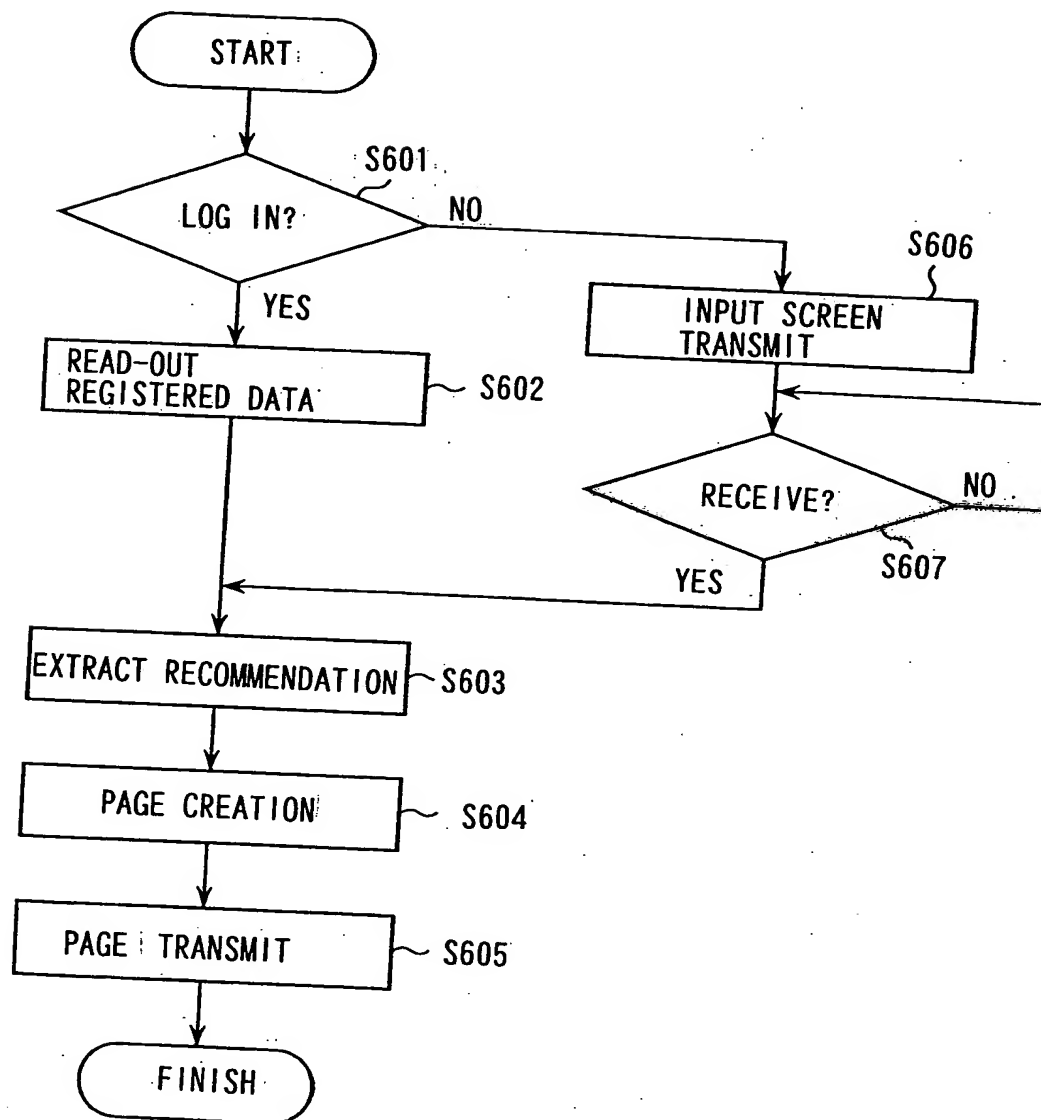 START
S601
LOG IN?
NO
S606
YES
INPUT SCREEN
TRANSMIT
READ-OUT
REGISTERED DATA
S602
RECEIVE?
NO
S607
YES
EXTRACT RECOMMENDATION
S603
PAGE CREATION
S604
PAGE TRANSMIT
S605
FINISH